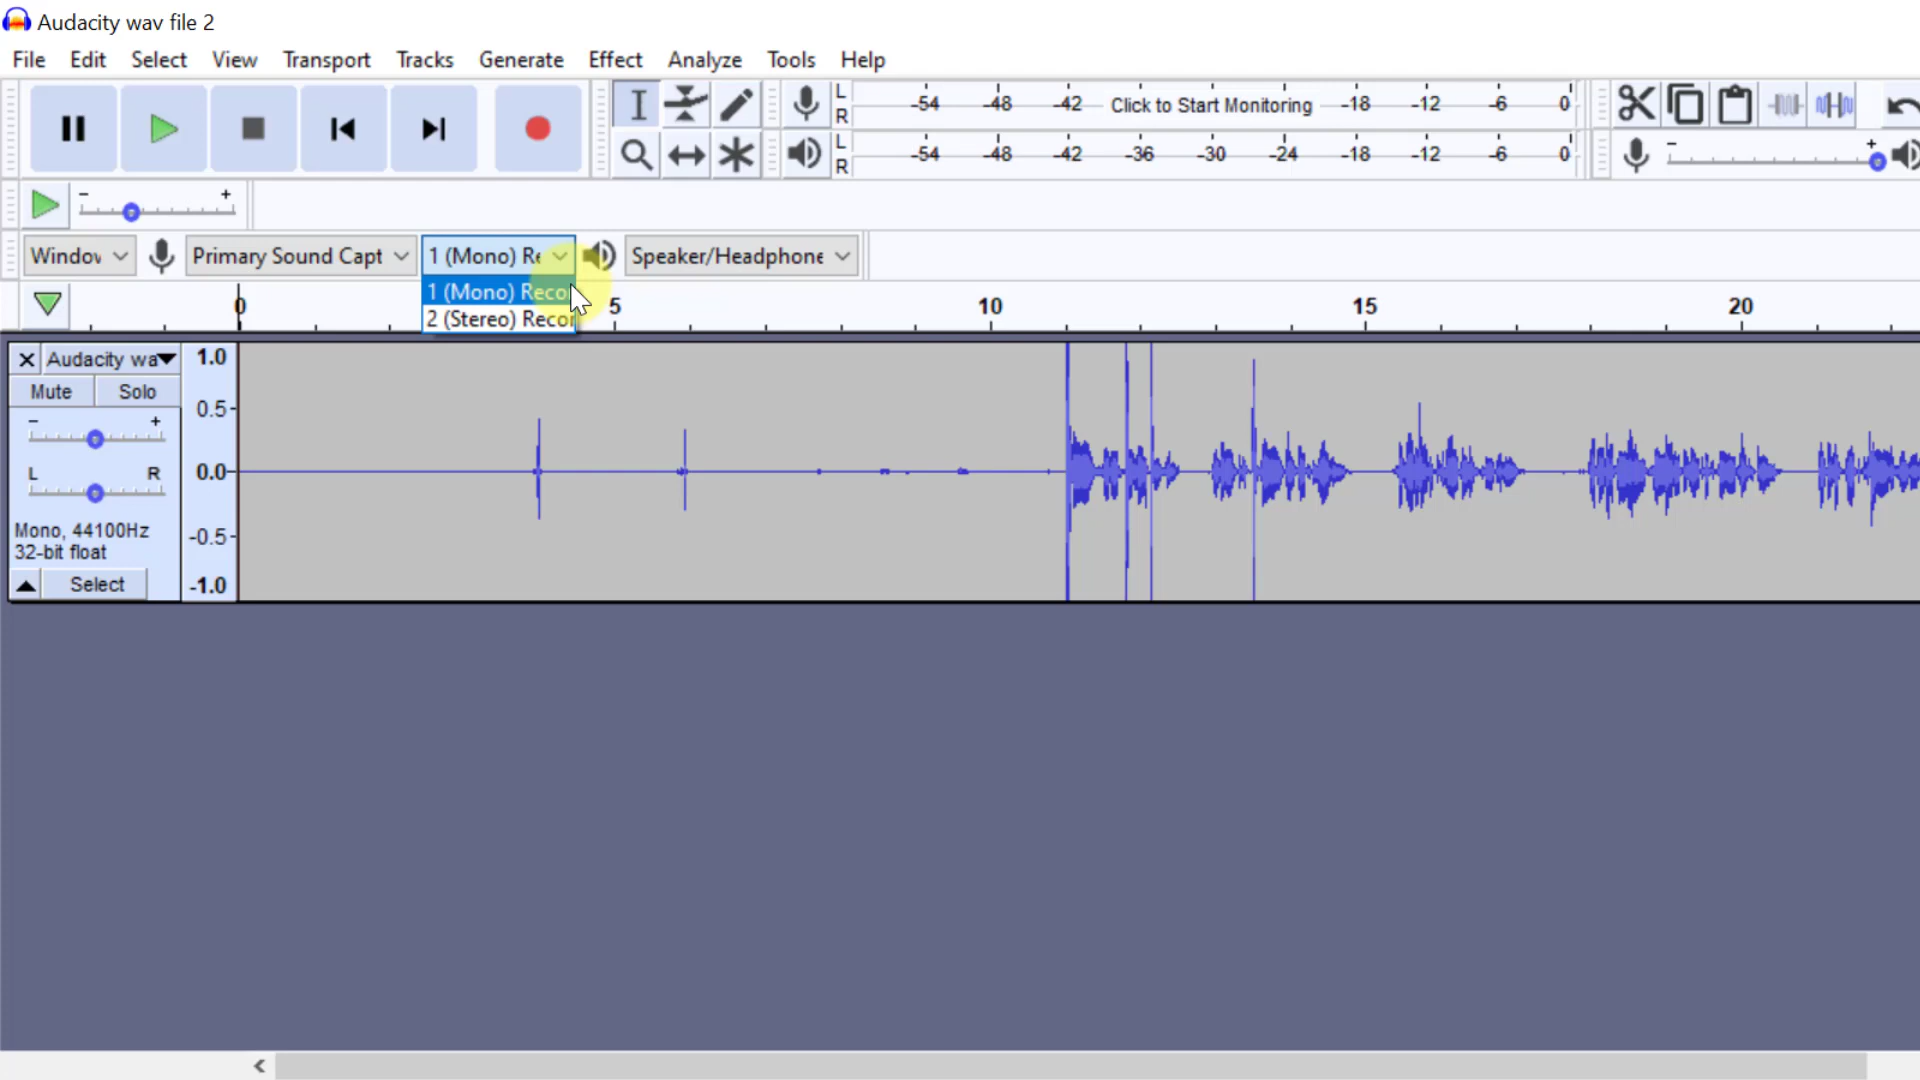 Audacity wav file 2
File Edit Select View Transport Tracks Generate Effect Analyze Tools Help
L
R
-54 -48 -42 Click to Start Monitoring -18 -12 -6 0
L
R
-54 -48 -42 -36 -30 -24 -18 -12 -6 0
- +
- +
Window Primary Sound Capt 1 (Mono) Re Speaker/Headphone
1 (Mono) Recor
2 (Stereo) Recor
0 5 10 15 20
Audacity wa
Mute Solo
- +
L R
Mono, 44100Hz
32-bit float
Select
1.0
0.5
0.0
-0.5
-1.0